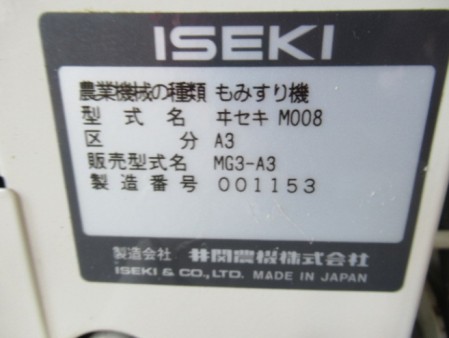 ISEKI
農業機械の種類 もみすり機
型式名 ヰセキ M008
区分 A3
販売型式名 MG3-A3
製造番号 001153
製造会社 井関農機株式会社
ISEKI & CO., LTD. MADE IN JAPAN